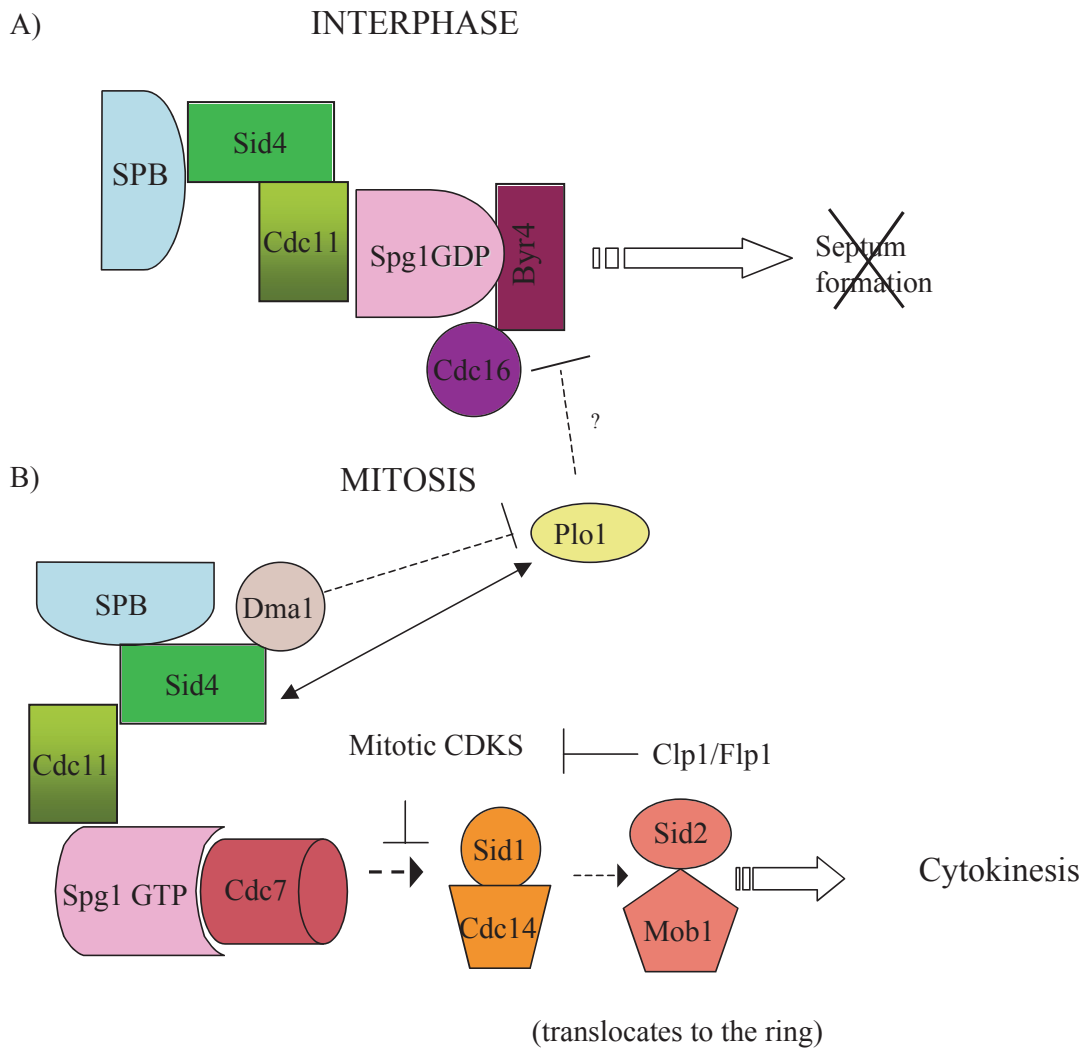 A)
INTERPHASE
SPB
Sid4
Cdc11
Spg1GDP
Byr4
Cdc16
Septum
formation
?
B)
MITOSIS
Plo1
SPB
Dma1
Sid4
Cdc11
Mitotic CDKS
Clp1/Flp1
Spg1 GTP
Cdc7
Sid1
Cdc14
Sid2
Mob1
Cytokinesis
(translocates to the ring)